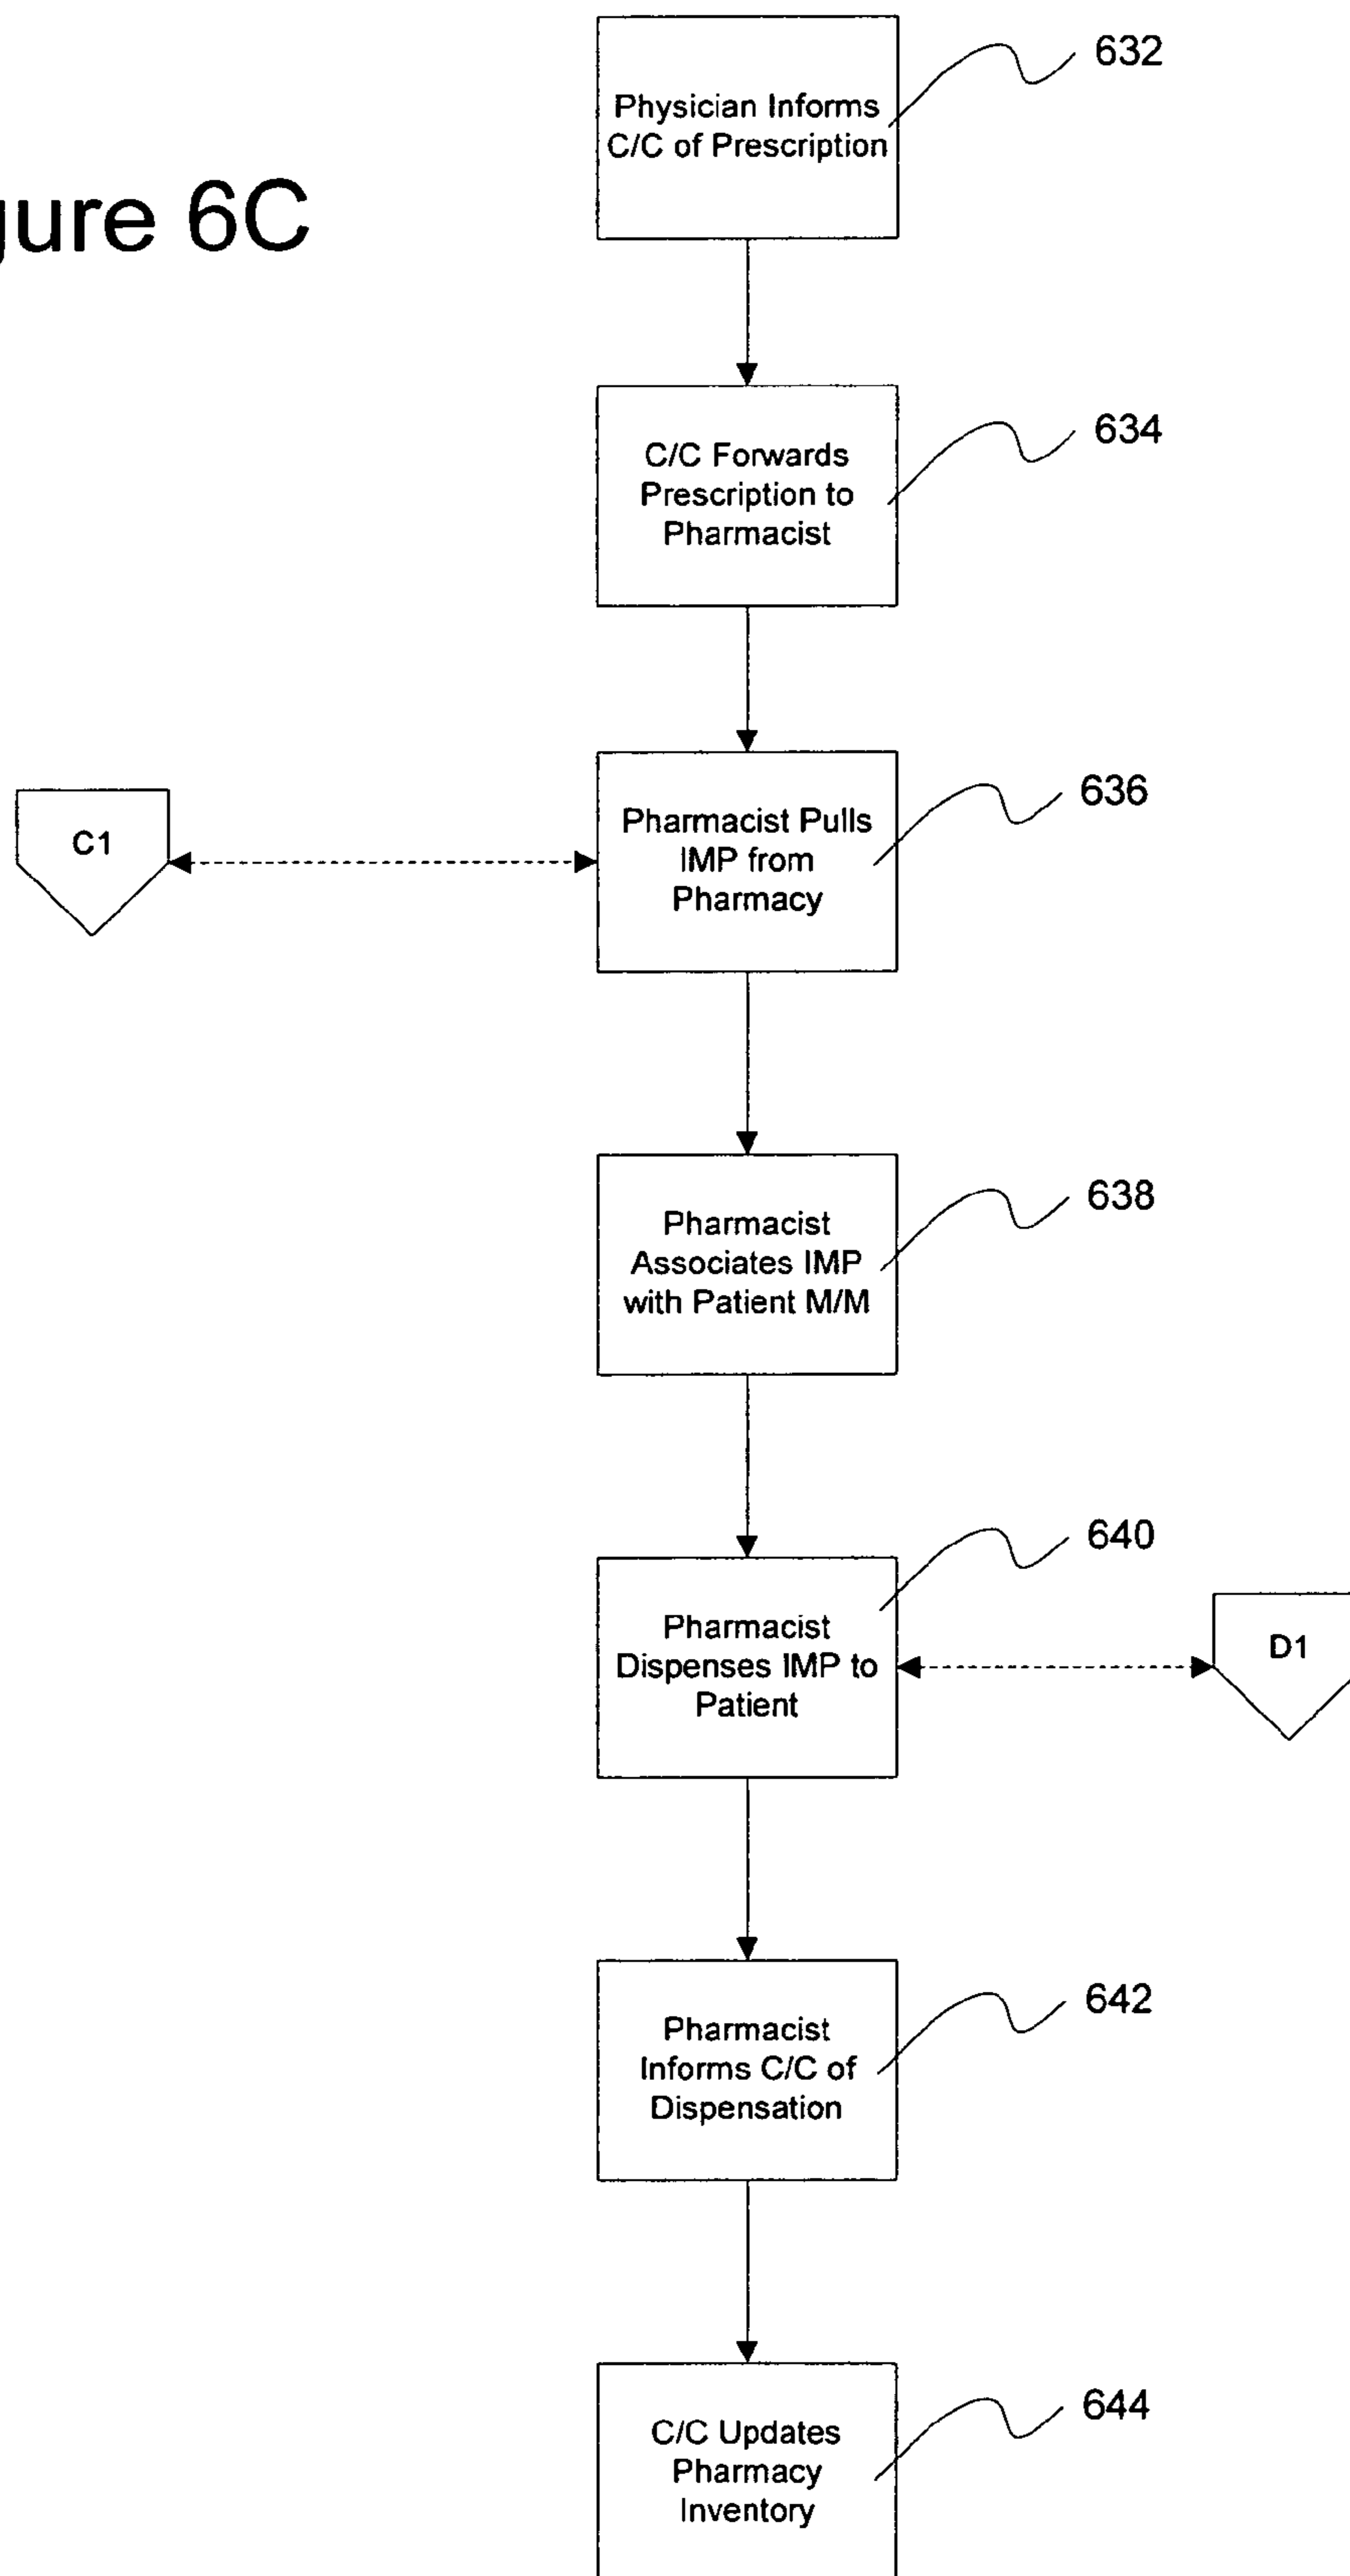 632
Physician Informs
C/C of Prescription
gure 6C
634
C/C Forwards
Prescription to
Pharmacist
636
Pharmacist Pulls
IMP from
Pharmacy
C1
638
Pharmacist
Associates IMP
with Patient M/M
640
Pharmacist
Dispenses IMP to
Patient
D1
642
Pharmacist
Informs C/C of
Dispensation
644
C/C Updates
Pharmacy
Inventory